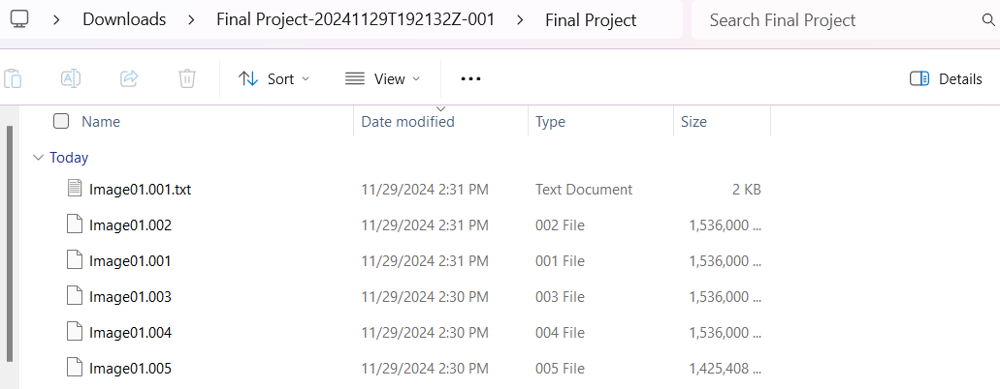 Downloads > Final Project-20241129T192132Z-001 > Final Project Search Final Project
Sort View ••• Details
Name Date modified Type Size
Today
Image01.001.txt 11/29/2024 2:31 PM Text Document 2 KB
Image01.002 11/29/2024 2:31 PM 002 File 1,536,000 ...
Image01.001 11/29/2024 2:31 PM 001 File 1,536,000 ...
Image01.003 11/29/2024 2:30 PM 003 File 1,536,000 ...
Image01.004 11/29/2024 2:30 PM 004 File 1,536,000 ...
Image01.005 11/29/2024 2:30 PM 005 File 1,425,408 ...